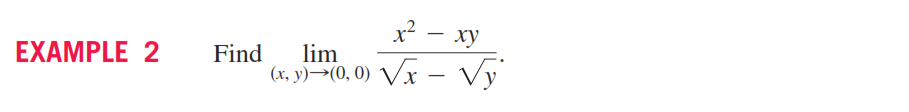 EXAMPLE 2 Find lim (x, y)→(0, 0) x² − xy / √x − √y.